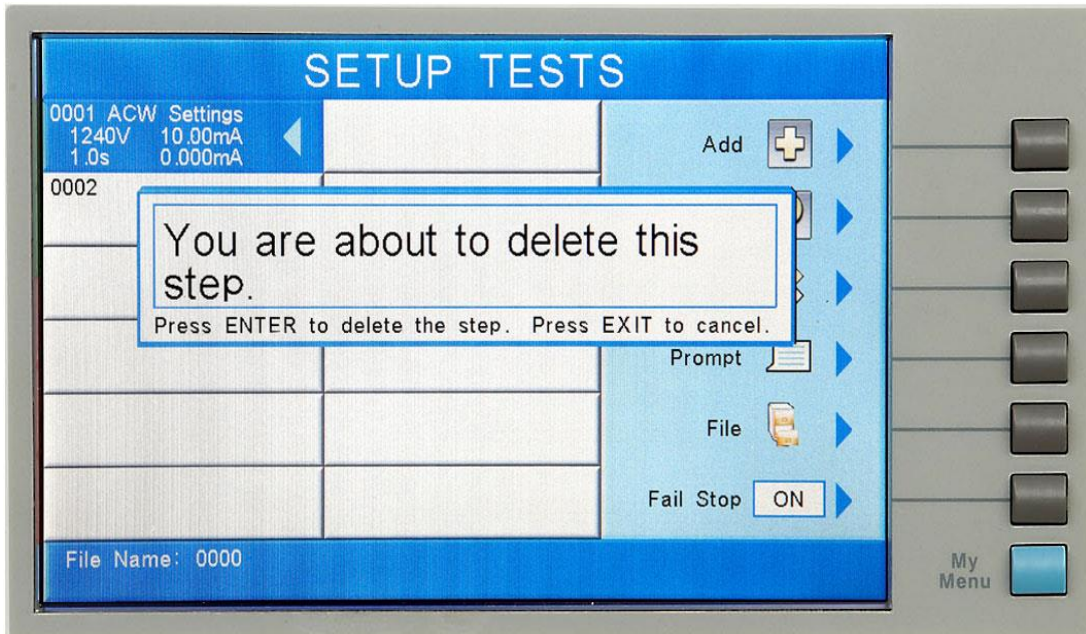 SETUP TESTS
0001 ACW Settings
1240V 10.00mA
1.0s 0.000mA
0002
You are about to delete this
step.
Press ENTER to delete the step. Press EXIT to cancel.
Add
Prompt
File
Fail Stop ON
File Name: 0000
My
Menu